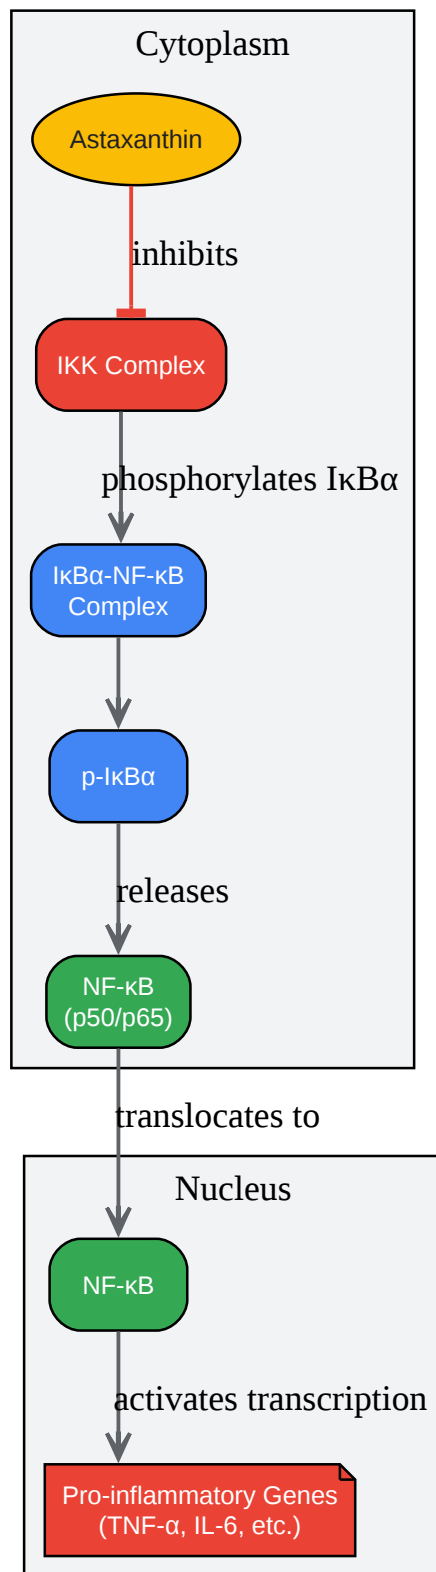 Cytoplasm
Astaxanthin
inhibits
IKK Complex
phosphorylates IκBα
IκBα-NF-κB
Complex
p-IκBα
releases
NF-κB
(p50/p65)
translocates to
Nucleus
NF-κB
activates transcription
Pro-inflammatory Genes
(TNF-α, IL-6, etc.)